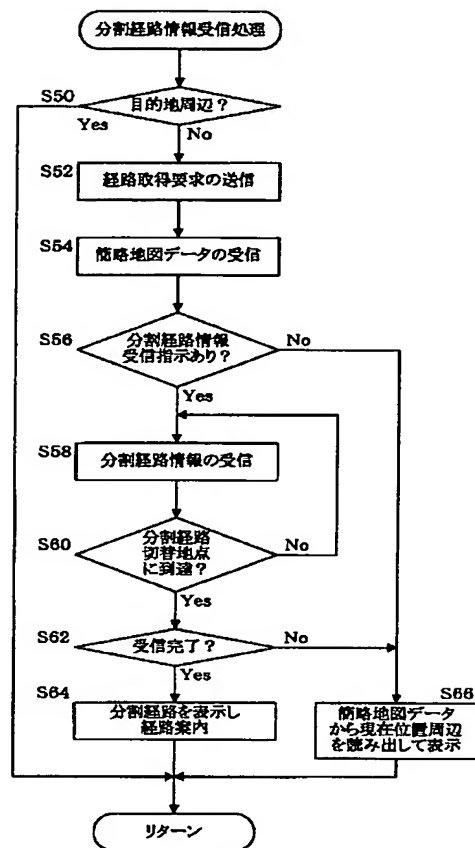 分割経路情報受信処理
S50
目的地周辺？
Yes
No
S52
経路取得要求の送信
S54
簡略地図データの受信
S56
分割経路情報
受信指示あり？
No
Yes
S58
分割経路情報の受信
S60
分割経路
切替地点
に到達？
No
Yes
S62
受信完了？
No
Yes
S64
分割経路を表示し
経路案内
S66
簡略地図データ
から現在位置周辺
を読み出して表示
リターン